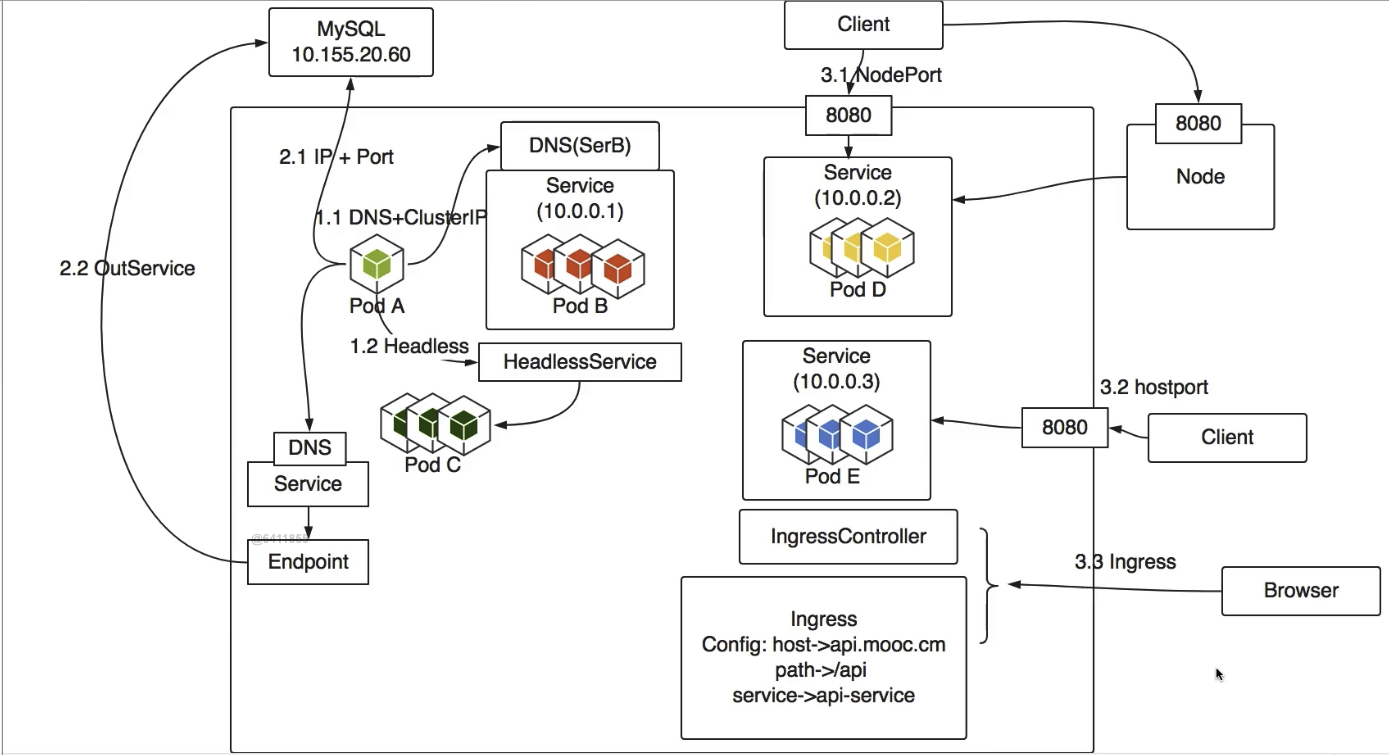 MySQL
10.155.20.60
Client
3.1 NodePort
8080
8080
Node
2.1 IP + Port
DNS(SerB)
Service
(10.0.0.1)
Pod B
1.1 DNS+ClusterIP
Service
(10.0.0.2)
Pod D
2.2 OutService
Pod A
1.2 Headless
HeadlessService
Pod C
Service
(10.0.0.3)
Pod E
3.2 hostport
8080
Client
DNS
Service
Endpoint
IngressController
3.3 Ingress
Browser
Ingress
Config: host->api.mooc.cm
path->/api
service->api-service